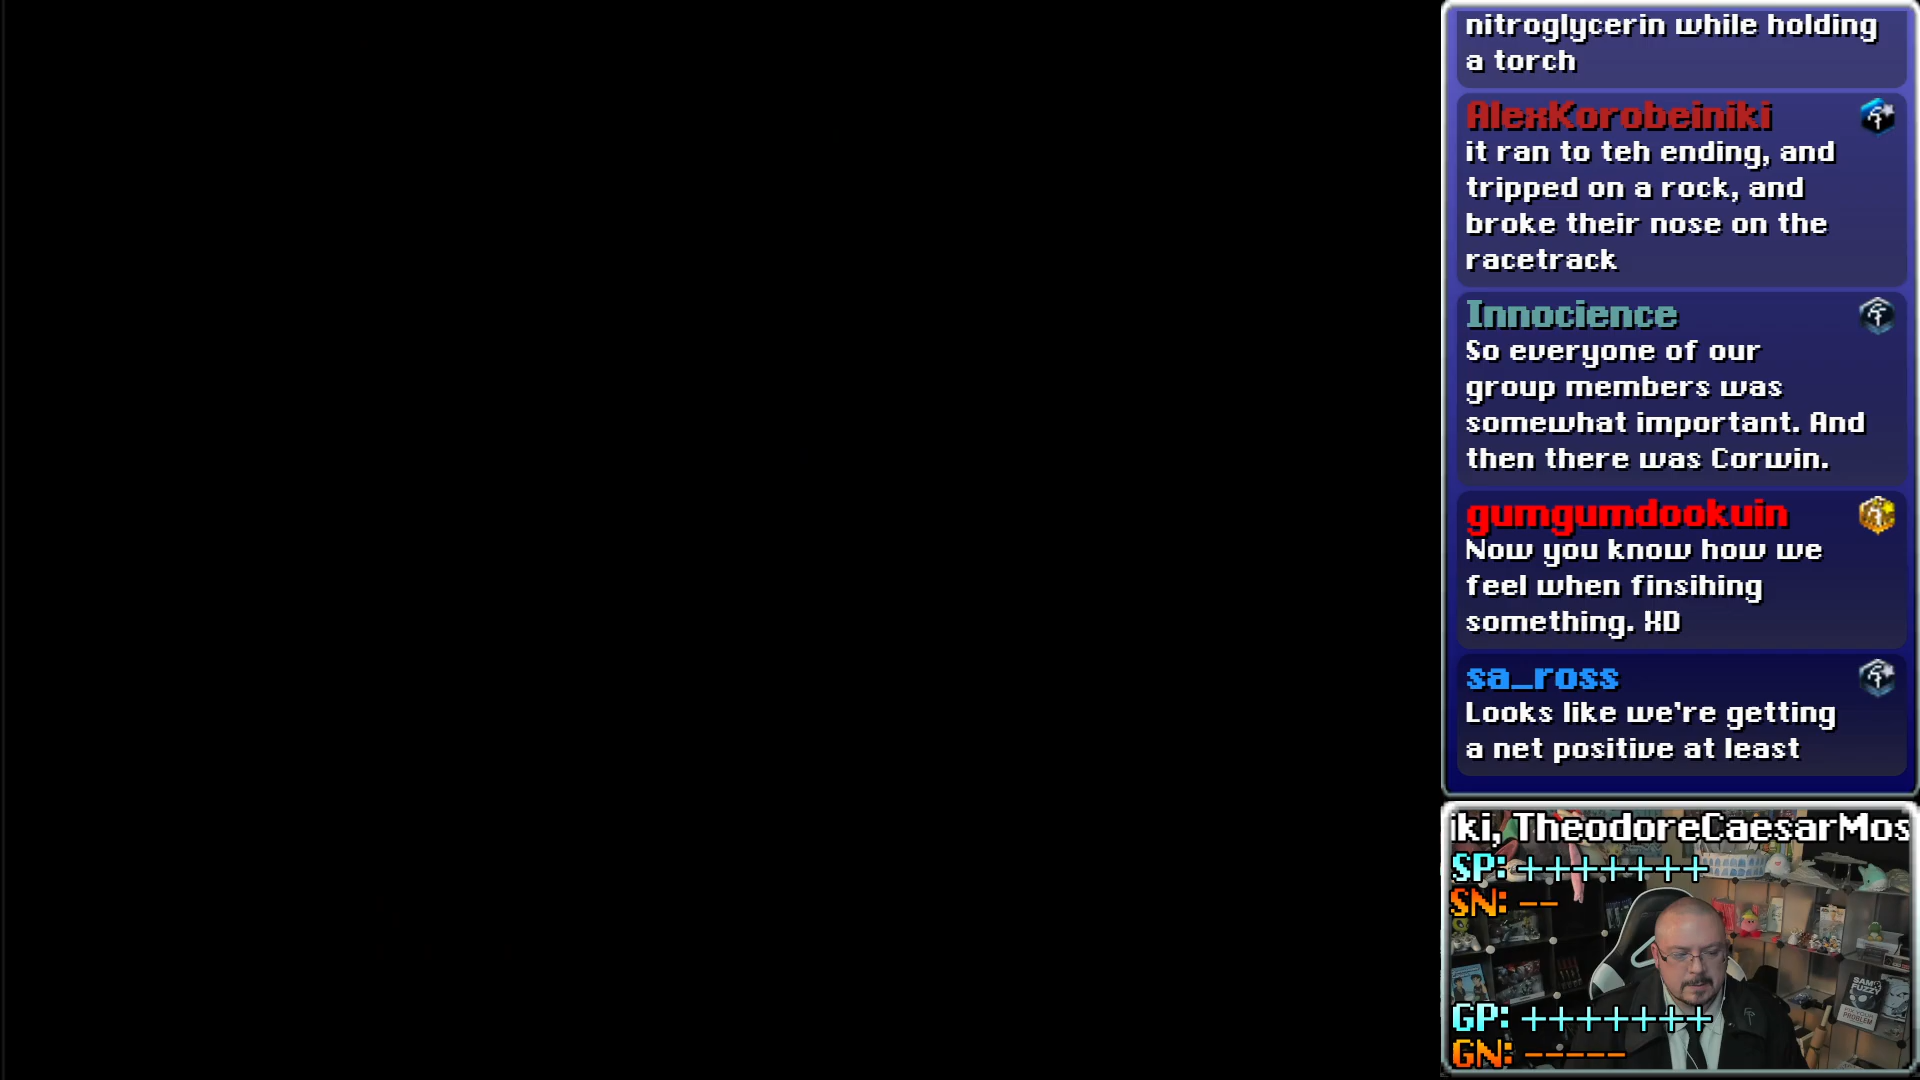 nitroglycerin while holding
a torch
AlexKorobeiniki
it ran to teh ending, and
tripped on a rock, and
broke their nose on the
racetrack
Innocience
So everyone of our
group members was
somewhat important. And
then there was Corwin.
gumgumdookuin
Now you know how we
feel when finsihing
something. XD
sa_ross
Looks like we're getting
a net positive at least
iki, TheodoreCaesarMos
SP: +++++++
SN: --
SAM
FUZZY
PROBLEM
GP: +++++++
GN: -----